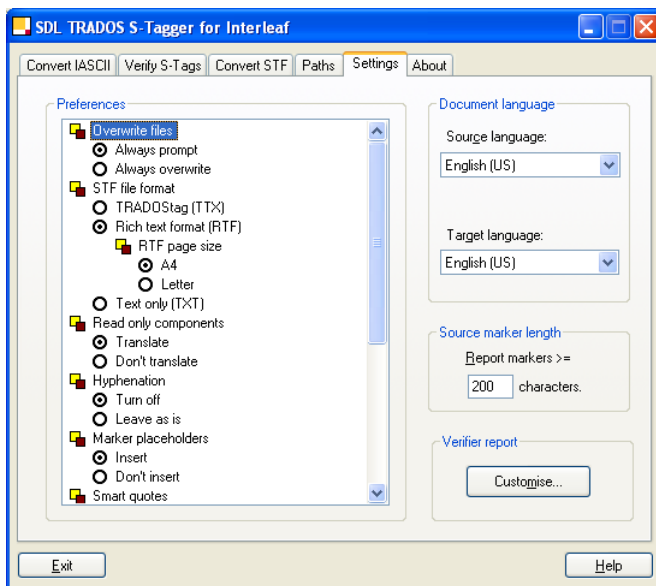 SDL TRADOS S-Tagger for Interleaf
Convert IASCII Verify S-Tags Convert STF Paths Settings About
Preferences
Overwrite files
Always prompt
Always overwrite
STF file format
TRADOStag (TTX)
Rich text format (RTF)
RTF page size
A4
Letter
Text only (TXT)
Read only components
Translate
Don't translate
Hyphenation
Turn off
Leave as is
Marker placeholders
Insert
Don't insert
Smart quotes
Document language
Source language:
English (US)
Target language:
English (US)
Source marker length
Report markers >=
200 characters.
Verifier report
Customise...
Exit
Help